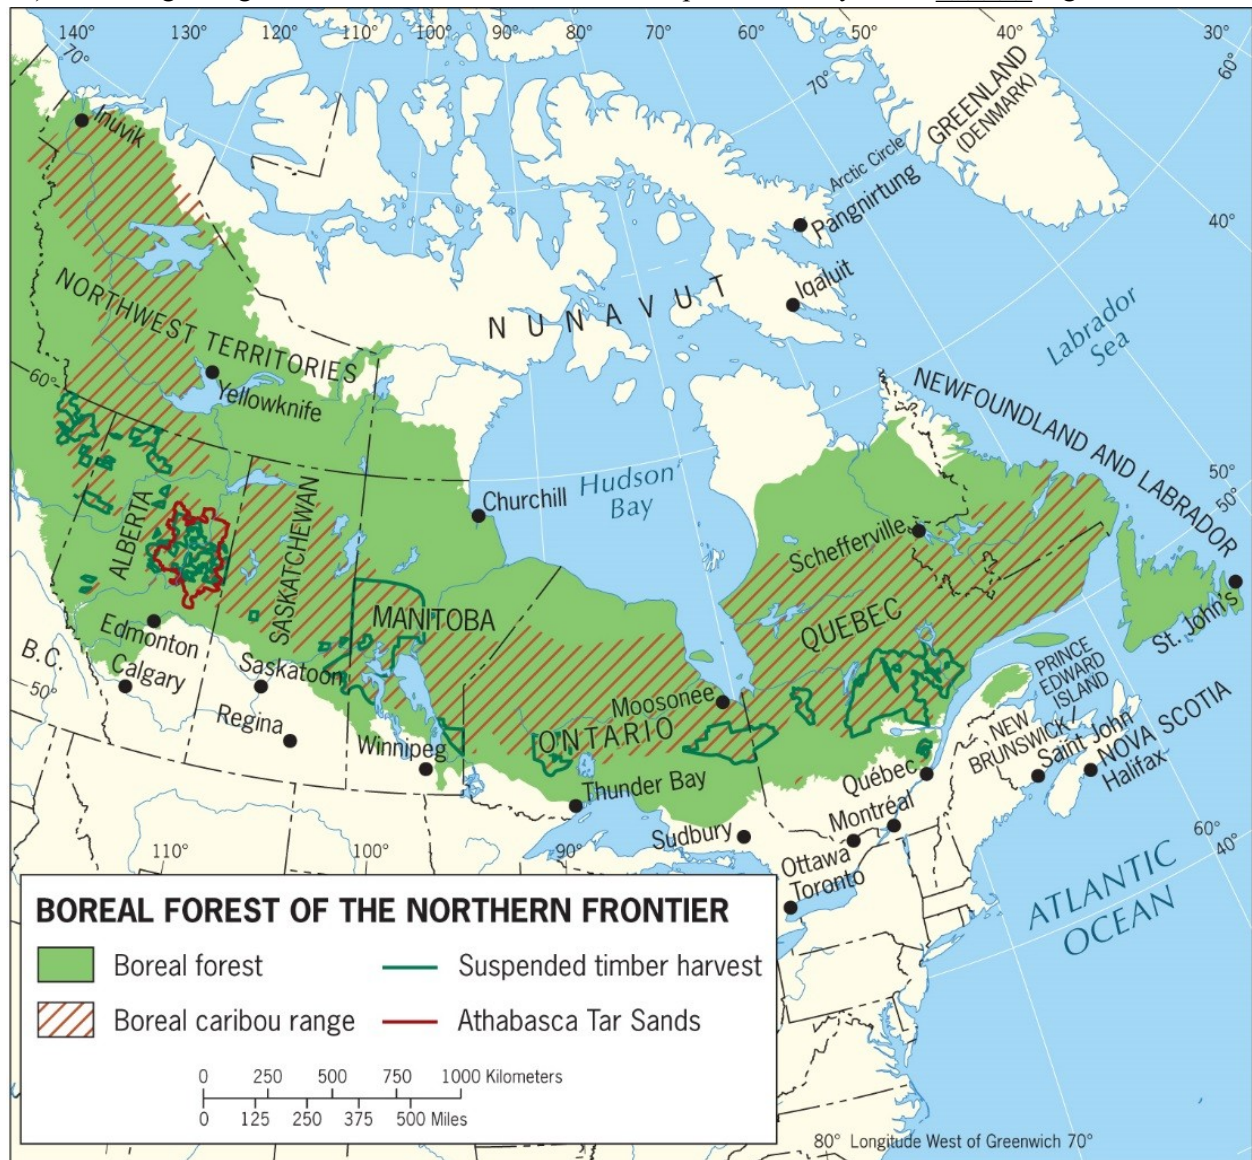 140°
130°
120°
110°
100°
90°
80°
70°
60°
50°
40°
30°
70°
60°
70°
Inuvik
GREENLAND
(DENMARK)
Arctic Circle
Pangnirtung
40°
Iqaluit
NUNAVUT
Labrador
Sea
NORTHWEST TERRITORIES
60°
Yellowknife
NEWFOUNDLAND AND LABRADOR
50°
50°
Hudson
Bay
Churchill
ALBERTA
SASKATCHEWAN
Schefferville
MANITOBA
QUEBEC
St. John's
Edmonton
B.C.
Calgary
Saskatoon
50°
Regina
Winnipeg
Moosonee
ONTARIO
PRINCE
EDWARD
ISLAND
NEW
BRUNSWICK
Saint John
NOVA SCOTIA
Halifax
Québec
Thunder Bay
Montréal
Sudbury
Ottawa
Toronto
110°
100°
90°
60°
40°
ATLANTIC
OCEAN
BOREAL FOREST OF THE NORTHERN FRONTIER
Boreal forest
Suspended timber harvest
Boreal caribou range
Athabasca Tar Sands
0 250 500 750 1000 Kilometers
0 125 250 375 500 Miles
80° Longitude West of Greenwich 70°